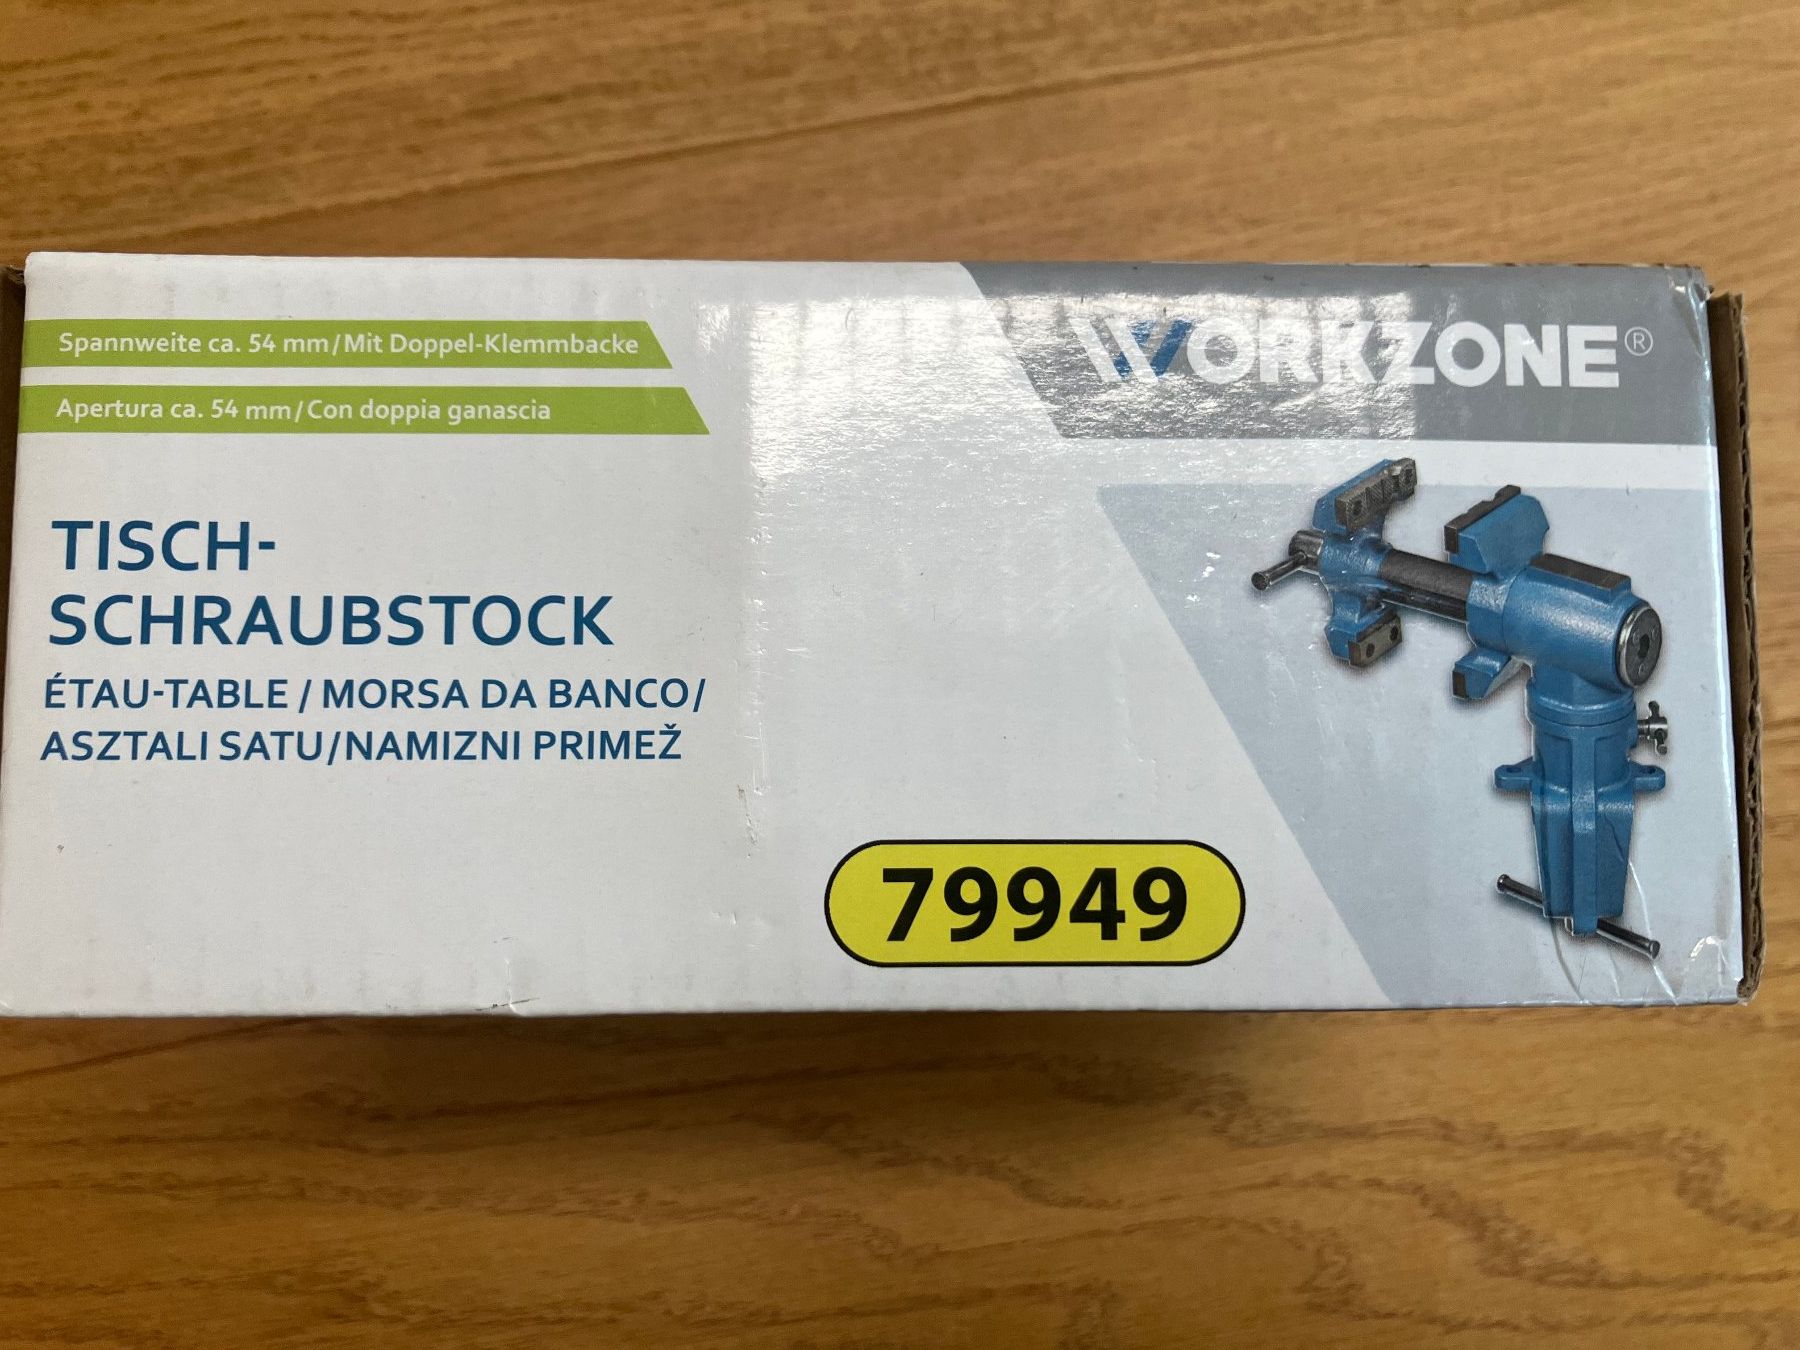 Spannweite ca. 54 mm/Mit Doppel-Klemmbacke
Apertura ca. 54 mm/Con doppia ganascia
WORKZONE®
TISCH-
SCHRAUBSTOCK
ÉTAU-TABLE / MORSA DA BANCO/
ASZTALI SATU/NAMIZNI PRIMEŽ
79949